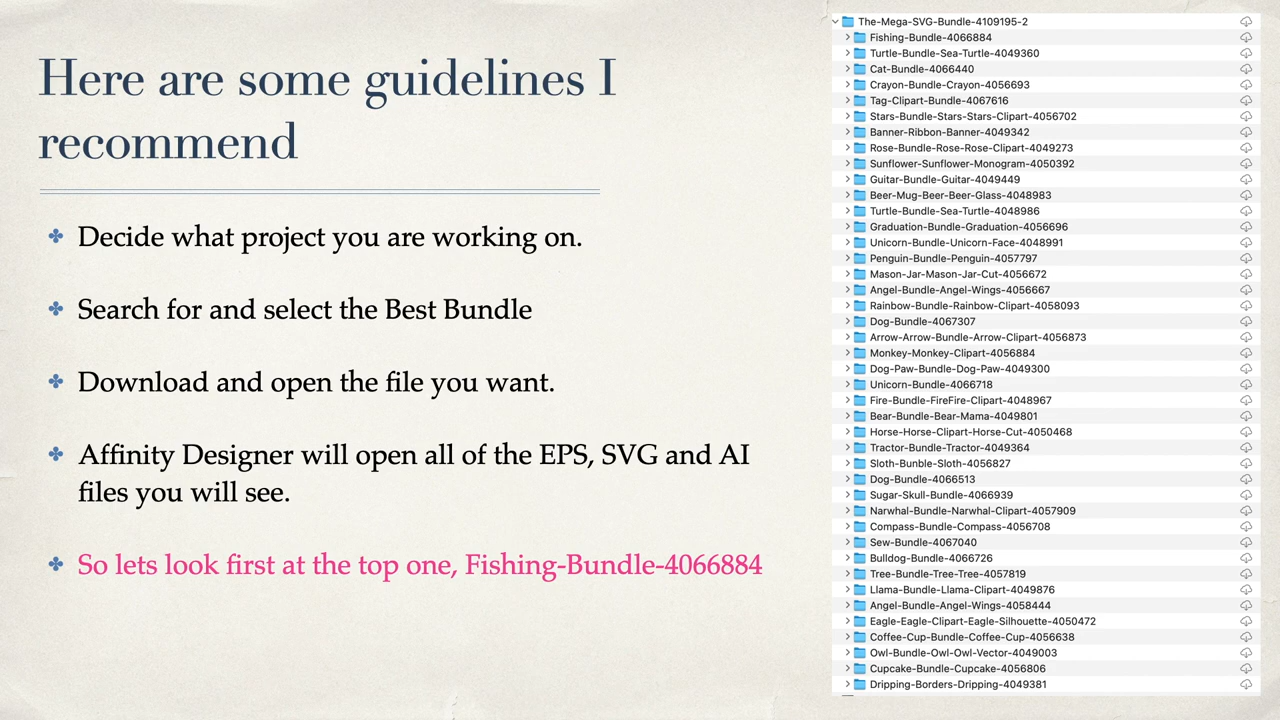 Here are some guidelines I
recommend
Decide what project you are working on.
Search for and select the Best Bundle
Download and open the file you want.
Affinity Designer will open all of the EPS, SVG and AI
files you will see.
So lets look first at the top one, Fishing-Bundle-4066884
The-Mega-SVG-Bundle-4109195-2
Fishing-Bundle-4066884
Turtle-Bundle-Sea-Turtle-4049360
Cat-Bundle-4066440
Crayon-Bundle-Crayon-4056693
Tag-Clipart-Bundle-4067616
Stars-Bundle-Stars-Stars-Clipart-4056702
Banner-Ribbon-Banner-4049342
Rose-Bundle-Rose-Rose-Clipart-4049273
Sunflower-Sunflower-Monogram-4050392
Guitar-Bundle-Guitar-4049449
Beer-Mug-Beer-Beer-Glass-4048983
Turtle-Bundle-Sea-Turtle-4048986
Graduation-Bundle-Graduation-4056696
Unicorn-Bundle-Unicorn-Face-4048991
Penguin-Bundle-Penguin-4057797
Mason-Jar-Mason-Jar-Cut-4056672
Angel-Bundle-Angel-Wings-4056667
Rainbow-Bundle-Rainbow-Clipart-4058093
Dog-Bundle-4067307
Arrow-Arrow-Bundle-Arrow-Clipart-4056873
Monkey-Monkey-Clipart-4056884
Dog-Paw-Bundle-Dog-Paw-4049300
Unicorn-Bundle-4066718
Fire-Bundle-FireFire-Clipart-4048967
Bear-Bundle-Bear-Mama-4049801
Horse-Horse-Clipart-Horse-Cut-4050468
Tractor-Bundle-Tractor-4049364
Sloth-Bunble-Sloth-4056827
Dog-Bundle-4066513
Sugar-Skull-Bundle-4066939
Narwhal-Bundle-Narwhal-Clipart-4057909
Compass-Bundle-Compass-4056708
Sew-Bundle-4067040
Bulldog-Bundle-4066726
Tree-Bundle-Tree-Tree-4057819
Llama-Bundle-Llama-Clipart-4049876
Angel-Bundle-Angel-Wings-4058444
Eagle-Eagle-Clipart-Eagle-Silhouette-4050472
Coffee-Cup-Bundle-Coffee-Cup-4056638
Owl-Bundle-Owl-Owl-Vector-4049003
Cupcake-Bundle-Cupcake-4056806
Dripping-Borders-Dripping-4049381